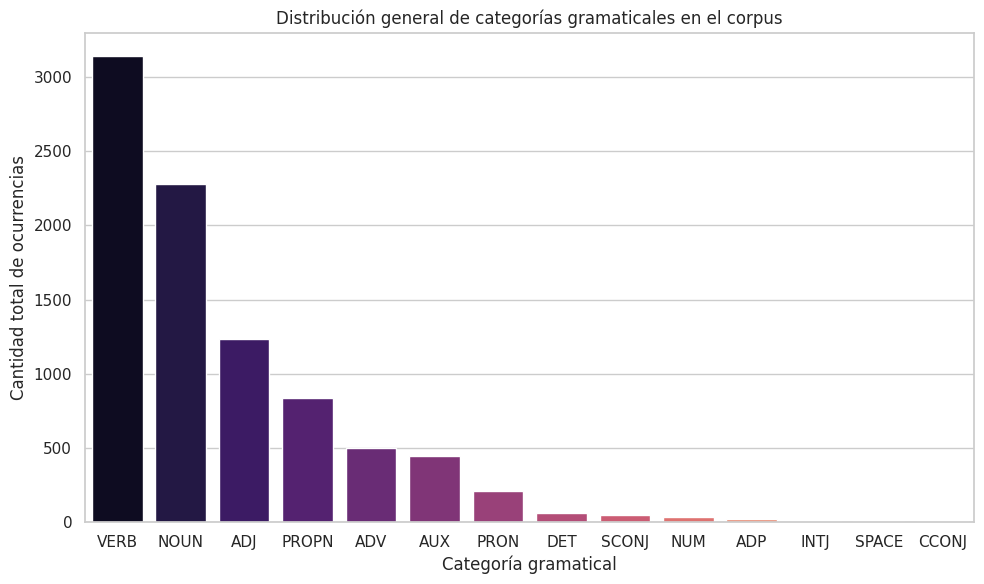 Distribución general de categorías gramaticales en el corpus
Cantidad total de ocurrencias
3000
2500
2000
1500
1000
500
0
VERB NOUN ADJ PROPN ADV AUX PRON DET SCONJ NUM ADP INTJ SPACE CCONJ
Categoría gramatical